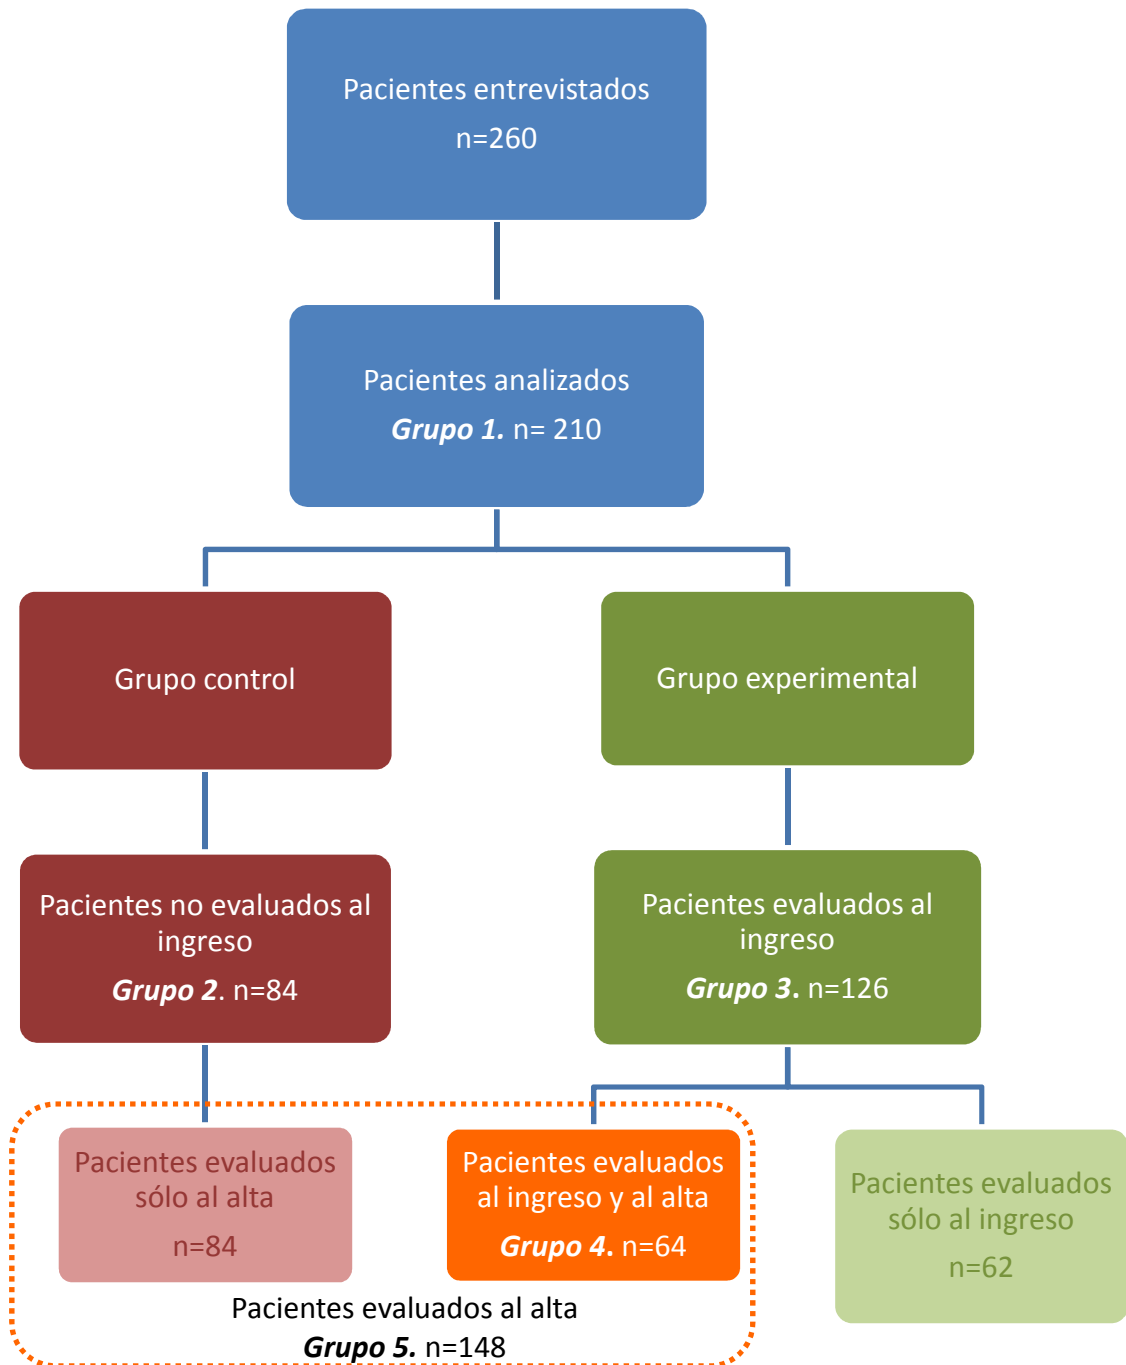 Pacientes entrevistados
n=260
Pacientes analizados
Grupo 1. n= 210
Grupo control
Grupo experimental
Pacientes no evaluados al
ingreso
Grupo 2. n=84
Pacientes evaluados al
ingreso
Grupo 3. n=126
Pacientes evaluados
sólo al alta
n=84
Pacientes evaluados
al ingreso y al alta
Grupo 4. n=64
Pacientes evaluados
sólo al ingreso
n=62
Pacientes evaluados al alta
Grupo 5. n=148